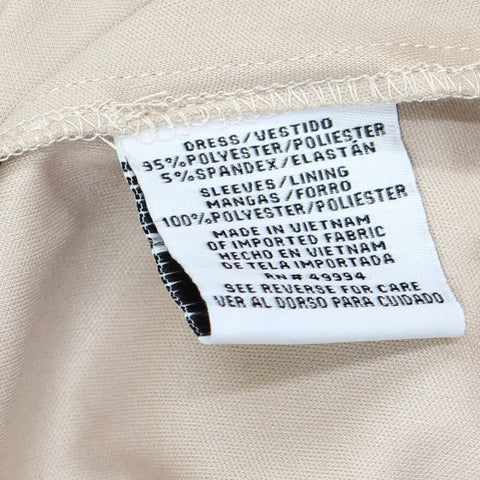 DRESS/VESTIDO
95%POLYESTER/POLIESTER
5%SPANDEX/ELASTÁN
SLEEVES/LINING
MANGAS/FORRO
100%POLYESTER/POLIESTER
MADE IN VIETNAM
OF IMPORTED FABRIC
HECHO EN VIETNAM
DE TELA IMPORTADA
RN# 49994
SEE REVERSE FOR CARE
VER AL DORSO PARA CUIDADO